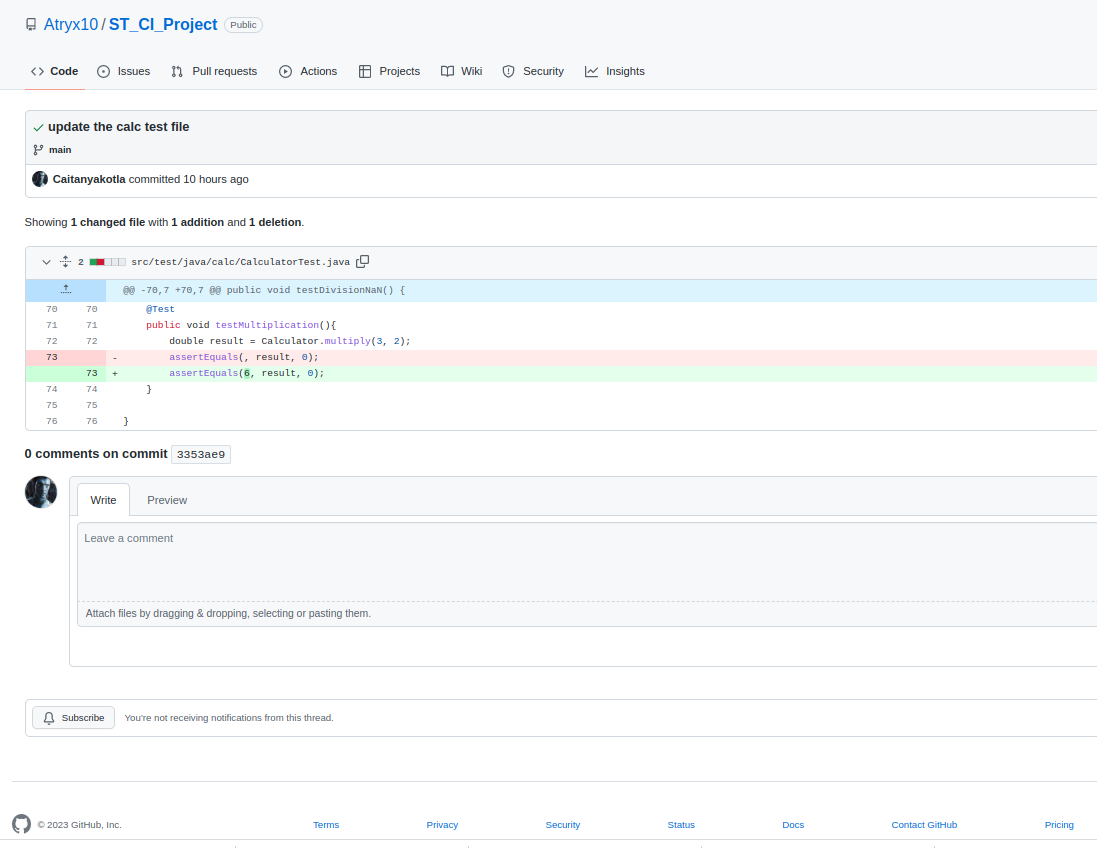 Atryx10 / ST_CI_Project Public
Code Issues Pull requests Actions Projects Wiki Security Insights
update the calc test file
main
Caitanyakotla committed 10 hours ago
Showing 1 changed file with 1 addition and 1 deletion.
2 src/test/java/calc/CalculatorTest.java
@@ -70,7 +70,7 @@ public void testDivisionNaN() {
70 70 @Test
71 71 public void testMultiplication(){
72 72 double result = Calculator.multiply(3, 2);
73 - assertEquals(, result, 0);
73 + assertEquals(6, result, 0);
74 74 }
75 75
76 76 }
0 comments on commit 3353ae9
Write Preview
Leave a comment
Attach files by dragging & dropping, selecting or pasting them.
Subscribe You're not receiving notifications from this thread.
© 2023 GitHub, Inc. Terms Privacy Security Status Docs Contact GitHub Pricing